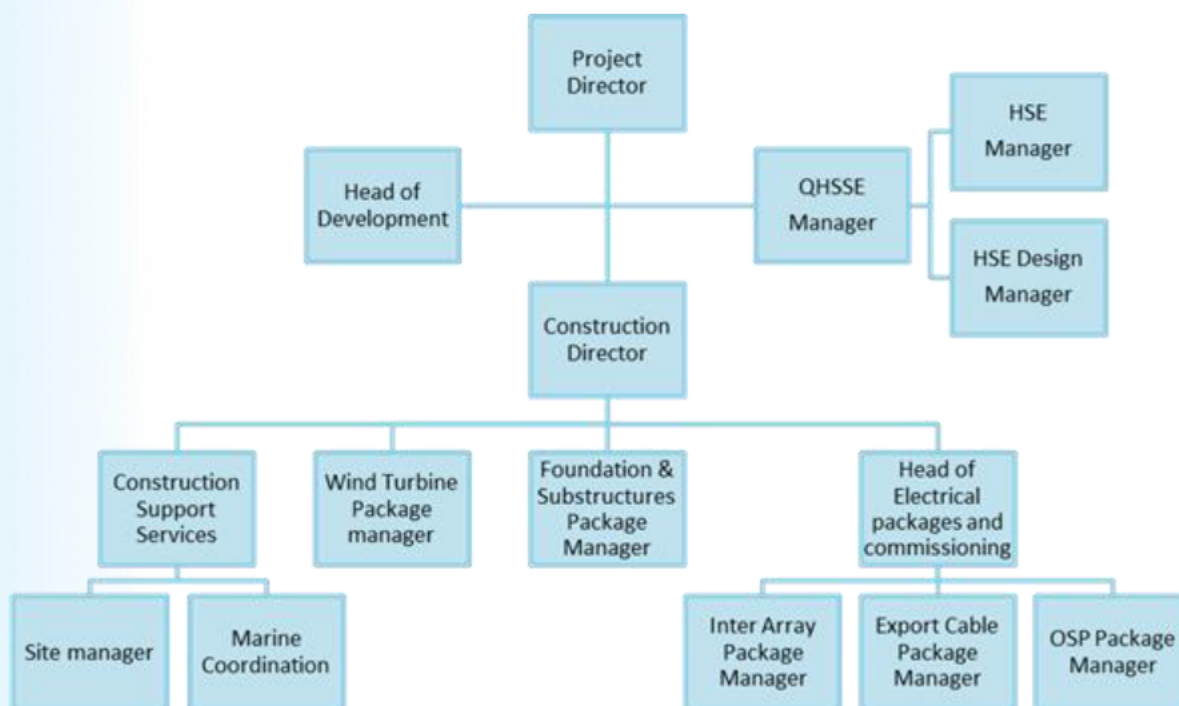 Project
Director
HSE
Manager
Head of
Development
QHSSE
Manager
HSE Design
Manager
Construction
Director
Construction
Support
Services
Wind Turbine
Package
manager
Foundation &
Substructures
Package
Manager
Head of
Electrical
packages and
commissioning
Site manager
Marine
Coordination
Inter Array
Package
Manager
Export Cable
Package
Manager
OSP Package
Manager